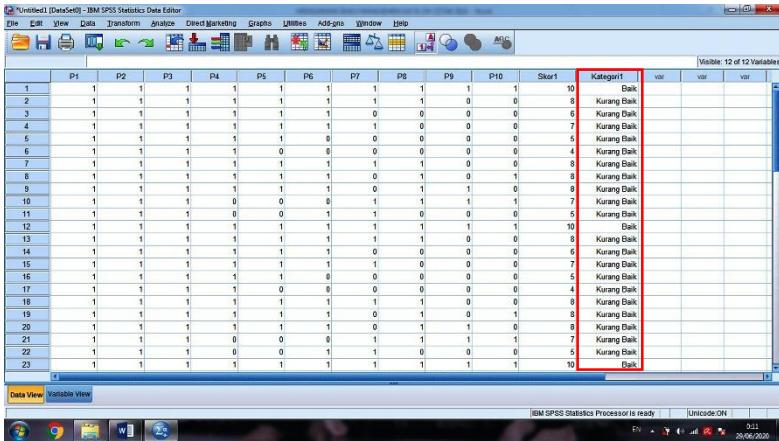 *Untitled1 [DataSet0] - IBM SPSS Statistics Data Editor
File Edit View Data Transform Analyze Direct Marketing Graphs Utilities Add-ons Window Help
Visible: 12 of 12 Variables
P1 P2 P3 P4 P5 P6 P7 P8 P9 P10 Skor1 Kategori1 var var var
1 1 1 1 1 1 1 1 1 1 1 10 Baik
2 1 1 1 1 1 1 1 1 0 0 8 Kurang Baik
3 1 1 1 1 1 1 0 0 0 0 6 Kurang Baik
4 1 1 1 1 1 1 1 0 0 0 7 Kurang Baik
5 1 1 1 1 1 0 0 0 0 0 5 Kurang Baik
6 1 1 1 1 0 0 0 0 0 0 4 Kurang Baik
7 1 1 1 1 1 1 1 1 0 0 8 Kurang Baik
8 1 1 1 1 1 1 0 1 0 1 8 Kurang Baik
9 1 1 1 1 1 1 0 1 1 0 8 Kurang Baik
10 1 1 1 0 0 0 1 1 1 1 7 Kurang Baik
11 1 1 1 0 0 1 1 0 0 0 5 Kurang Baik
12 1 1 1 1 1 1 1 1 1 1 10 Baik
13 1 1 1 1 1 1 1 1 0 0 8 Kurang Baik
14 1 1 1 1 1 1 0 0 0 0 6 Kurang Baik
15 1 1 1 1 1 1 1 0 0 0 7 Kurang Baik
16 1 1 1 1 1 0 0 0 0 0 5 Kurang Baik
17 1 1 1 1 0 0 0 0 0 0 4 Kurang Baik
18 1 1 1 1 1 1 1 1 0 0 8 Kurang Baik
19 1 1 1 1 1 1 0 1 0 1 8 Kurang Baik
20 1 1 1 1 1 1 0 1 1 0 8 Kurang Baik
21 1 1 1 0 0 0 1 1 1 1 7 Kurang Baik
22 1 1 1 0 0 1 1 0 0 0 5 Kurang Baik
23 1 1 1 1 1 1 1 1 1 1 10 Baik
Data View Variable View
IBM SPSS Statistics Processor is ready Unicode:ON
EN 0:11
29/06/2020